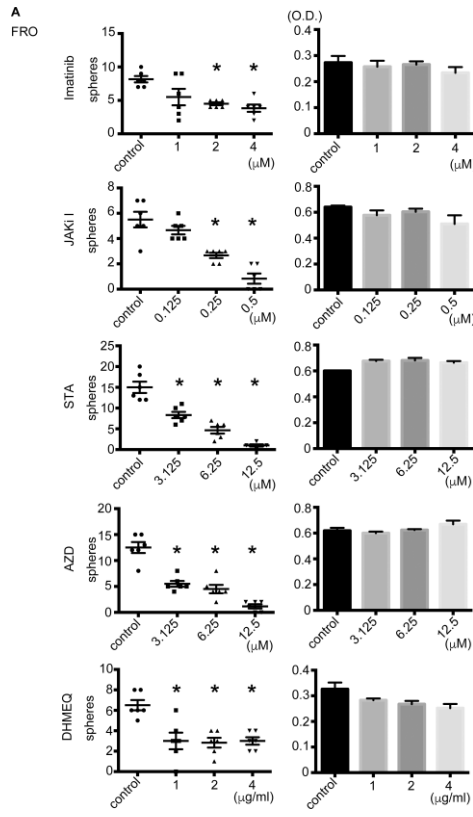 A
FRO
(O.D.)
Imatinib
spheres
15
10
5
0
* *
control 1 2 4
(μM)
0.4
0.3
0.2
0.1
0
control 1 2 4
(μM)
JAKi I
spheres
8
6
4
2
0
* *
control 0.125 0.25 0.5
(μM)
0.8
0.6
0.4
0.2
0
control 0.125 0.25 0.5
(μM)
STA
spheres
25
20
15
10
5
0
* * *
control 3.125 6.25 12.5
(μM)
0.8
0.6
0.4
0.2
0
control 3.125 6.25 12.5
(μM)
AZD
spheres
20
15
10
5
0
* * *
control 3.125 6.25 12.5
(μM)
0.8
0.6
0.4
0.2
0
control 3.125 6.25 12.5
(μM)
DHMEQ
spheres
10
8
6
4
2
0
* * *
control 1 2 4
(μg/ml)
0.4
0.3
0.2
0.1
0
control 1 2 4
(μg/ml)